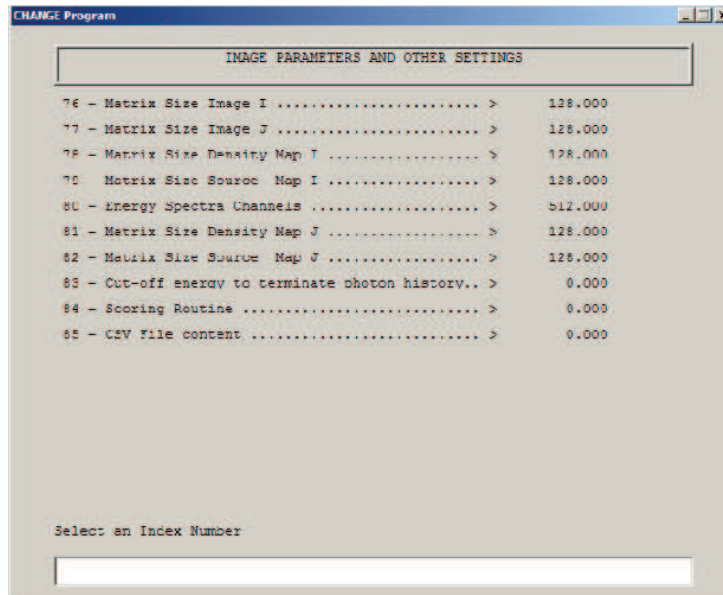 CHANGE Program
IMAGE PARAMETERS AND OTHER SETTINGS
76 - Matrix Size Image I ........................ > 128.000
77 - Matrix Size Image J ........................ > 128.000
78 - Matrix Size Density Map I .................. > 128.000
79 - Matrix Size Source Map I ................... > 128.000
80 - Energy Spectra Channels .................... > 512.000
81 - Matrix Size Density Map J .................. > 128.000
82 - Matrix Size Source Map J ................... > 128.000
83 - Cut-off energy to terminate photon history.. > 0.000
84 - Scoring Routine ............................ > 0.000
85 - CSV File content ........................... > 0.000
Select an Index Number